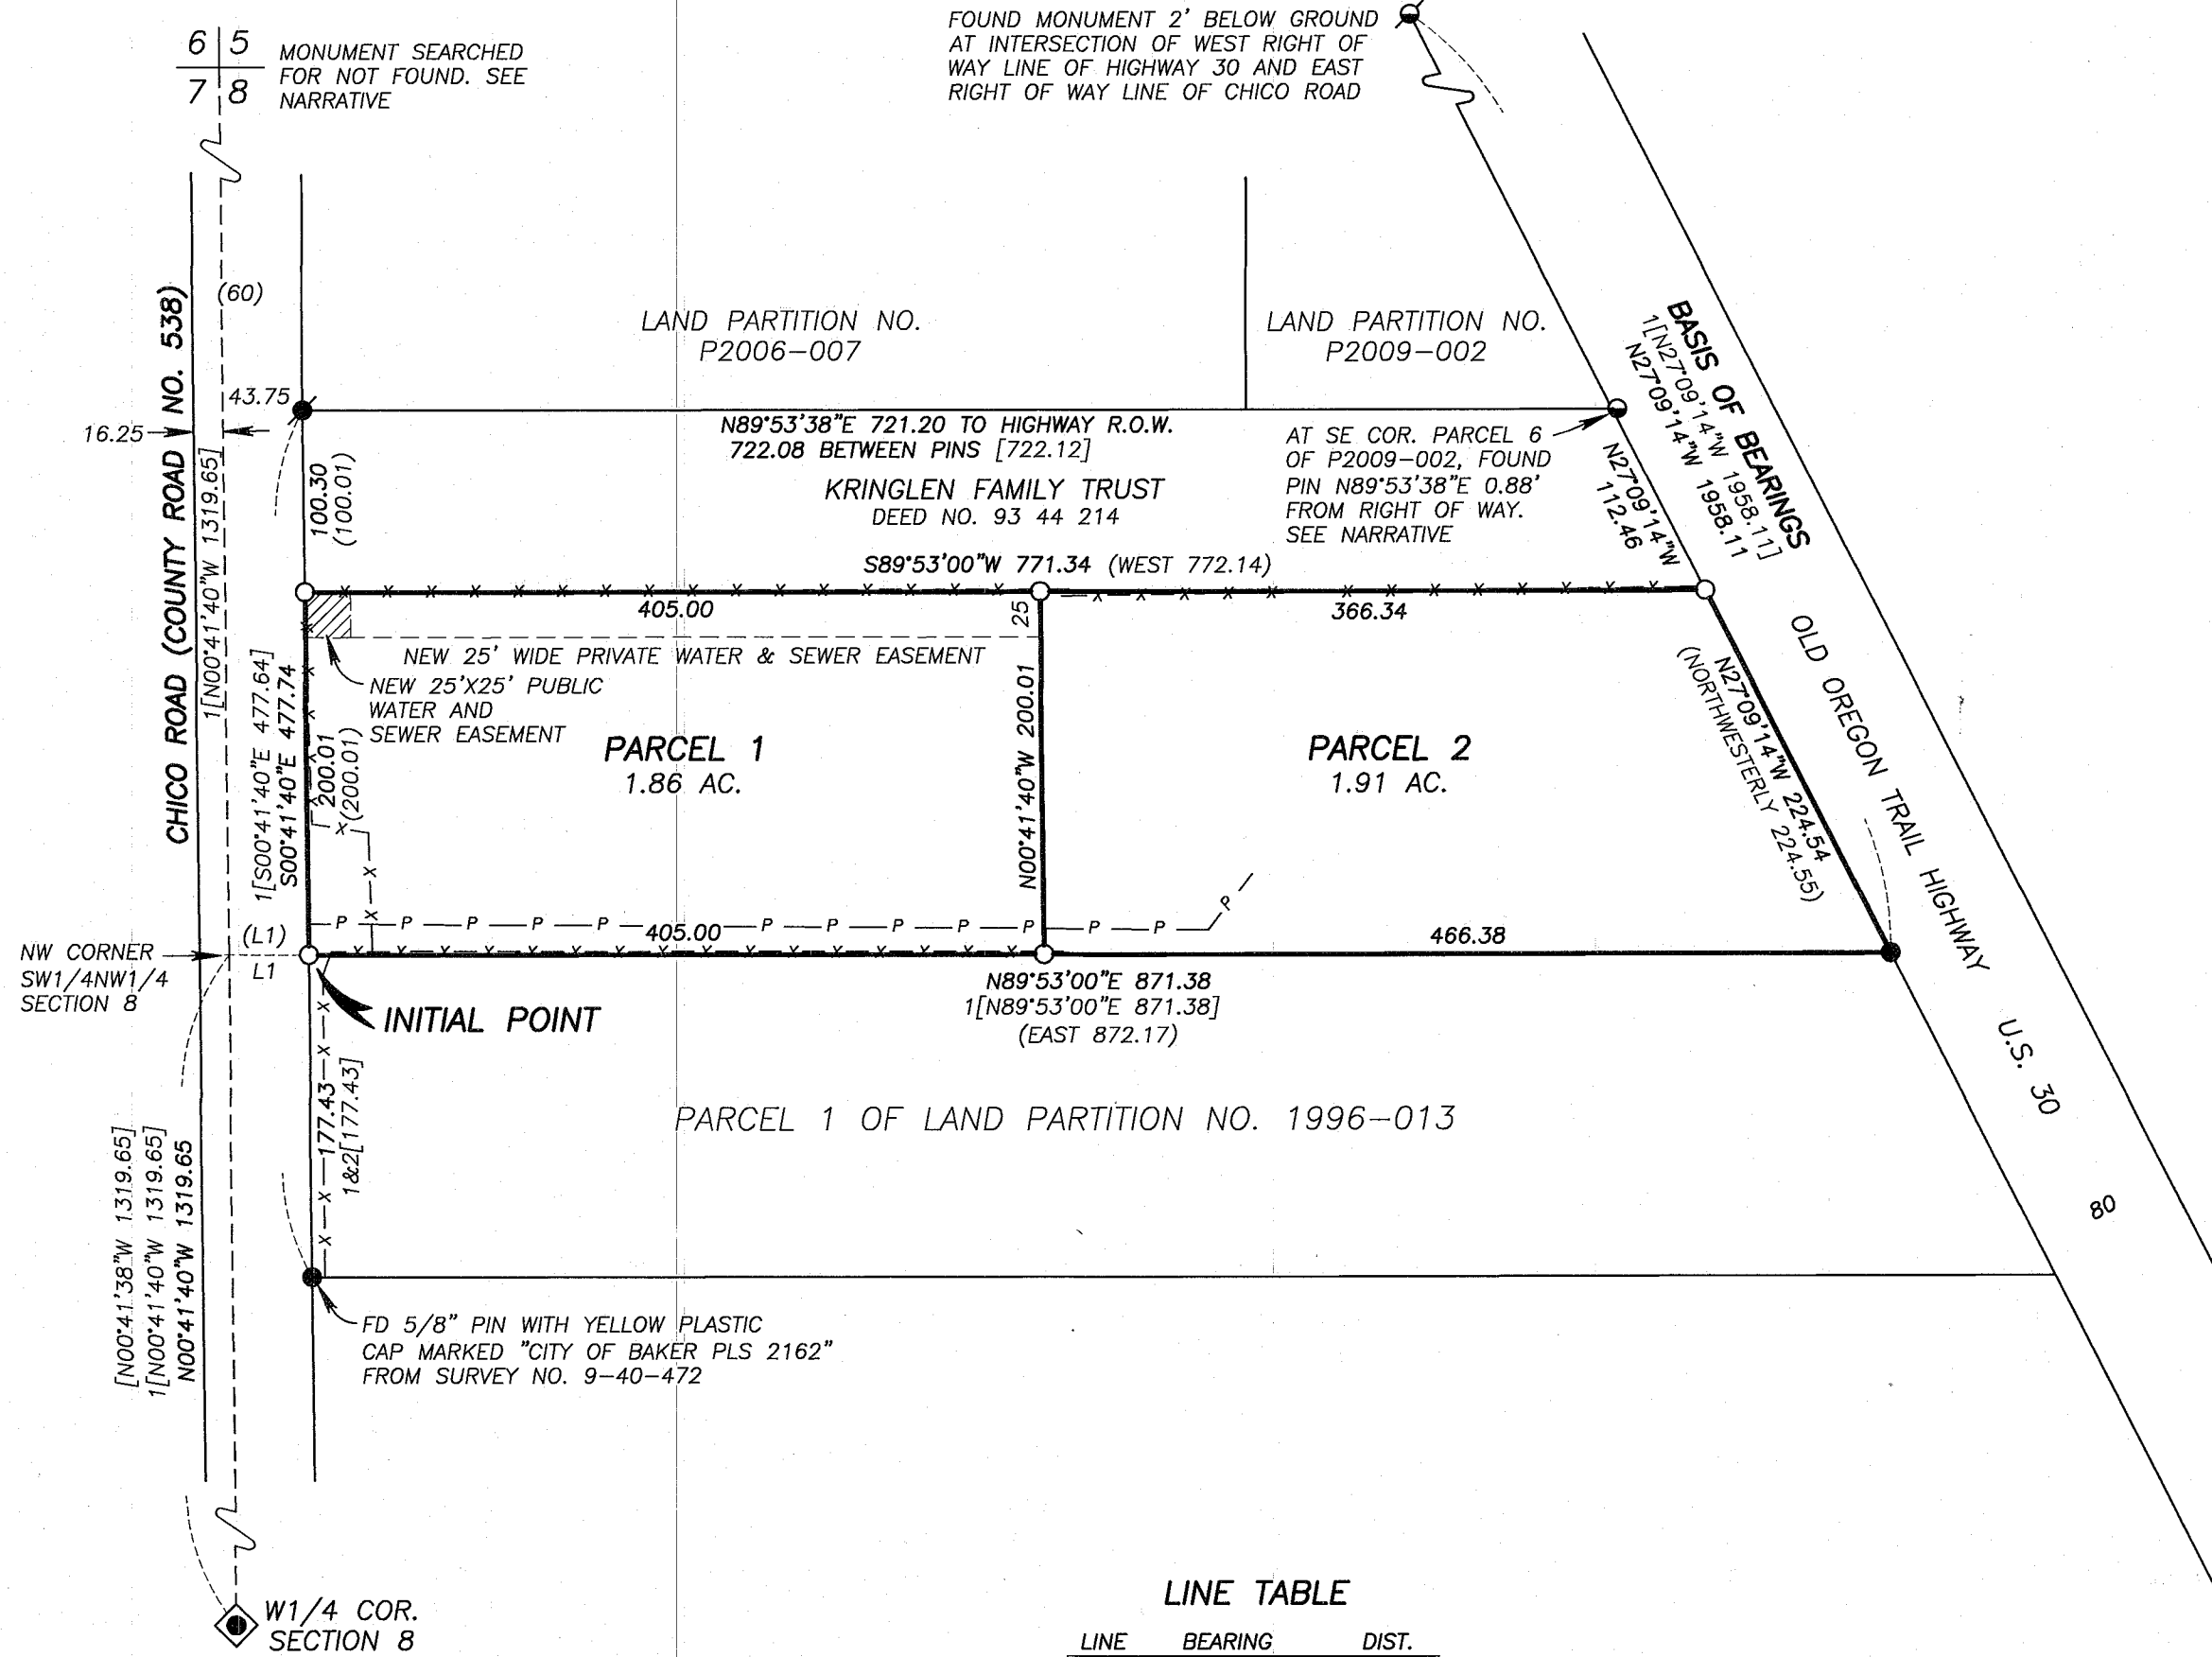 6 5
7 8
MONUMENT SEARCHED
FOR NOT FOUND. SEE
NARRATIVE
FOUND MONUMENT 2' BELOW GROUND
AT INTERSECTION OF WEST RIGHT OF
WAY LINE OF HIGHWAY 30 AND EAST
RIGHT OF WAY LINE OF CHICO ROAD
CHICO ROAD (COUNTY ROAD NO. 538)
(60)
43.75
16.25
1[N00°41'40"W 1319.65]
LAND PARTITION NO.
P2006-007
LAND PARTITION NO.
P2009-002
BASIS OF BEARINGS
1[N27°09'14"W 1958.11]
N27°09'14"W 1958.11
N89°53'38"E 721.20 TO HIGHWAY R.O.W.
722.08 BETWEEN PINS [722.12]
KRINGLEN FAMILY TRUST
DEED NO. 93 44 214
AT SE COR. PARCEL 6
OF P2009-002, FOUND
PIN N89°53'38"E 0.88'
FROM RIGHT OF WAY.
SEE NARRATIVE
N27°09'14"W
112.46
100.30
(100.01)
S89°53'00"W 771.34 (WEST 772.14)
405.00
25
366.34
NEW 25' WIDE PRIVATE WATER & SEWER EASEMENT
NEW 25'X25' PUBLIC
WATER AND
SEWER EASEMENT
1[S00°41'40"E 477.64]
S00°41'40"E 477.74
200.01
(200.01)
PARCEL 1
1.86 AC.
N00°41'40"W 200.01
PARCEL 2
1.91 AC.
N27°09'14"W 224.54
(NORTHWESTERLY 224.55)
OLD OREGON TRAIL HIGHWAY U.S. 30
80
P P P P P P P P P P P P P
405.00
466.38
NW CORNER
SW1/4NW1/4
SECTION 8
(L1)
L1
INITIAL POINT
N89°53'00"E 871.38
1[N89°53'00"E 871.38]
(EAST 872.17)
177.43
1&2[177.43]
PARCEL 1 OF LAND PARTITION NO. 1996-013
[N00°41'38"W 1319.65]
1[N00°41'40"W 1319.65]
N00°41'40"W 1319.65
FD 5/8" PIN WITH YELLOW PLASTIC
CAP MARKED "CITY OF BAKER PLS 2162"
FROM SURVEY NO. 9-40-472
W1/4 COR.
SECTION 8
LINE TABLE
LINE BEARING DIST.